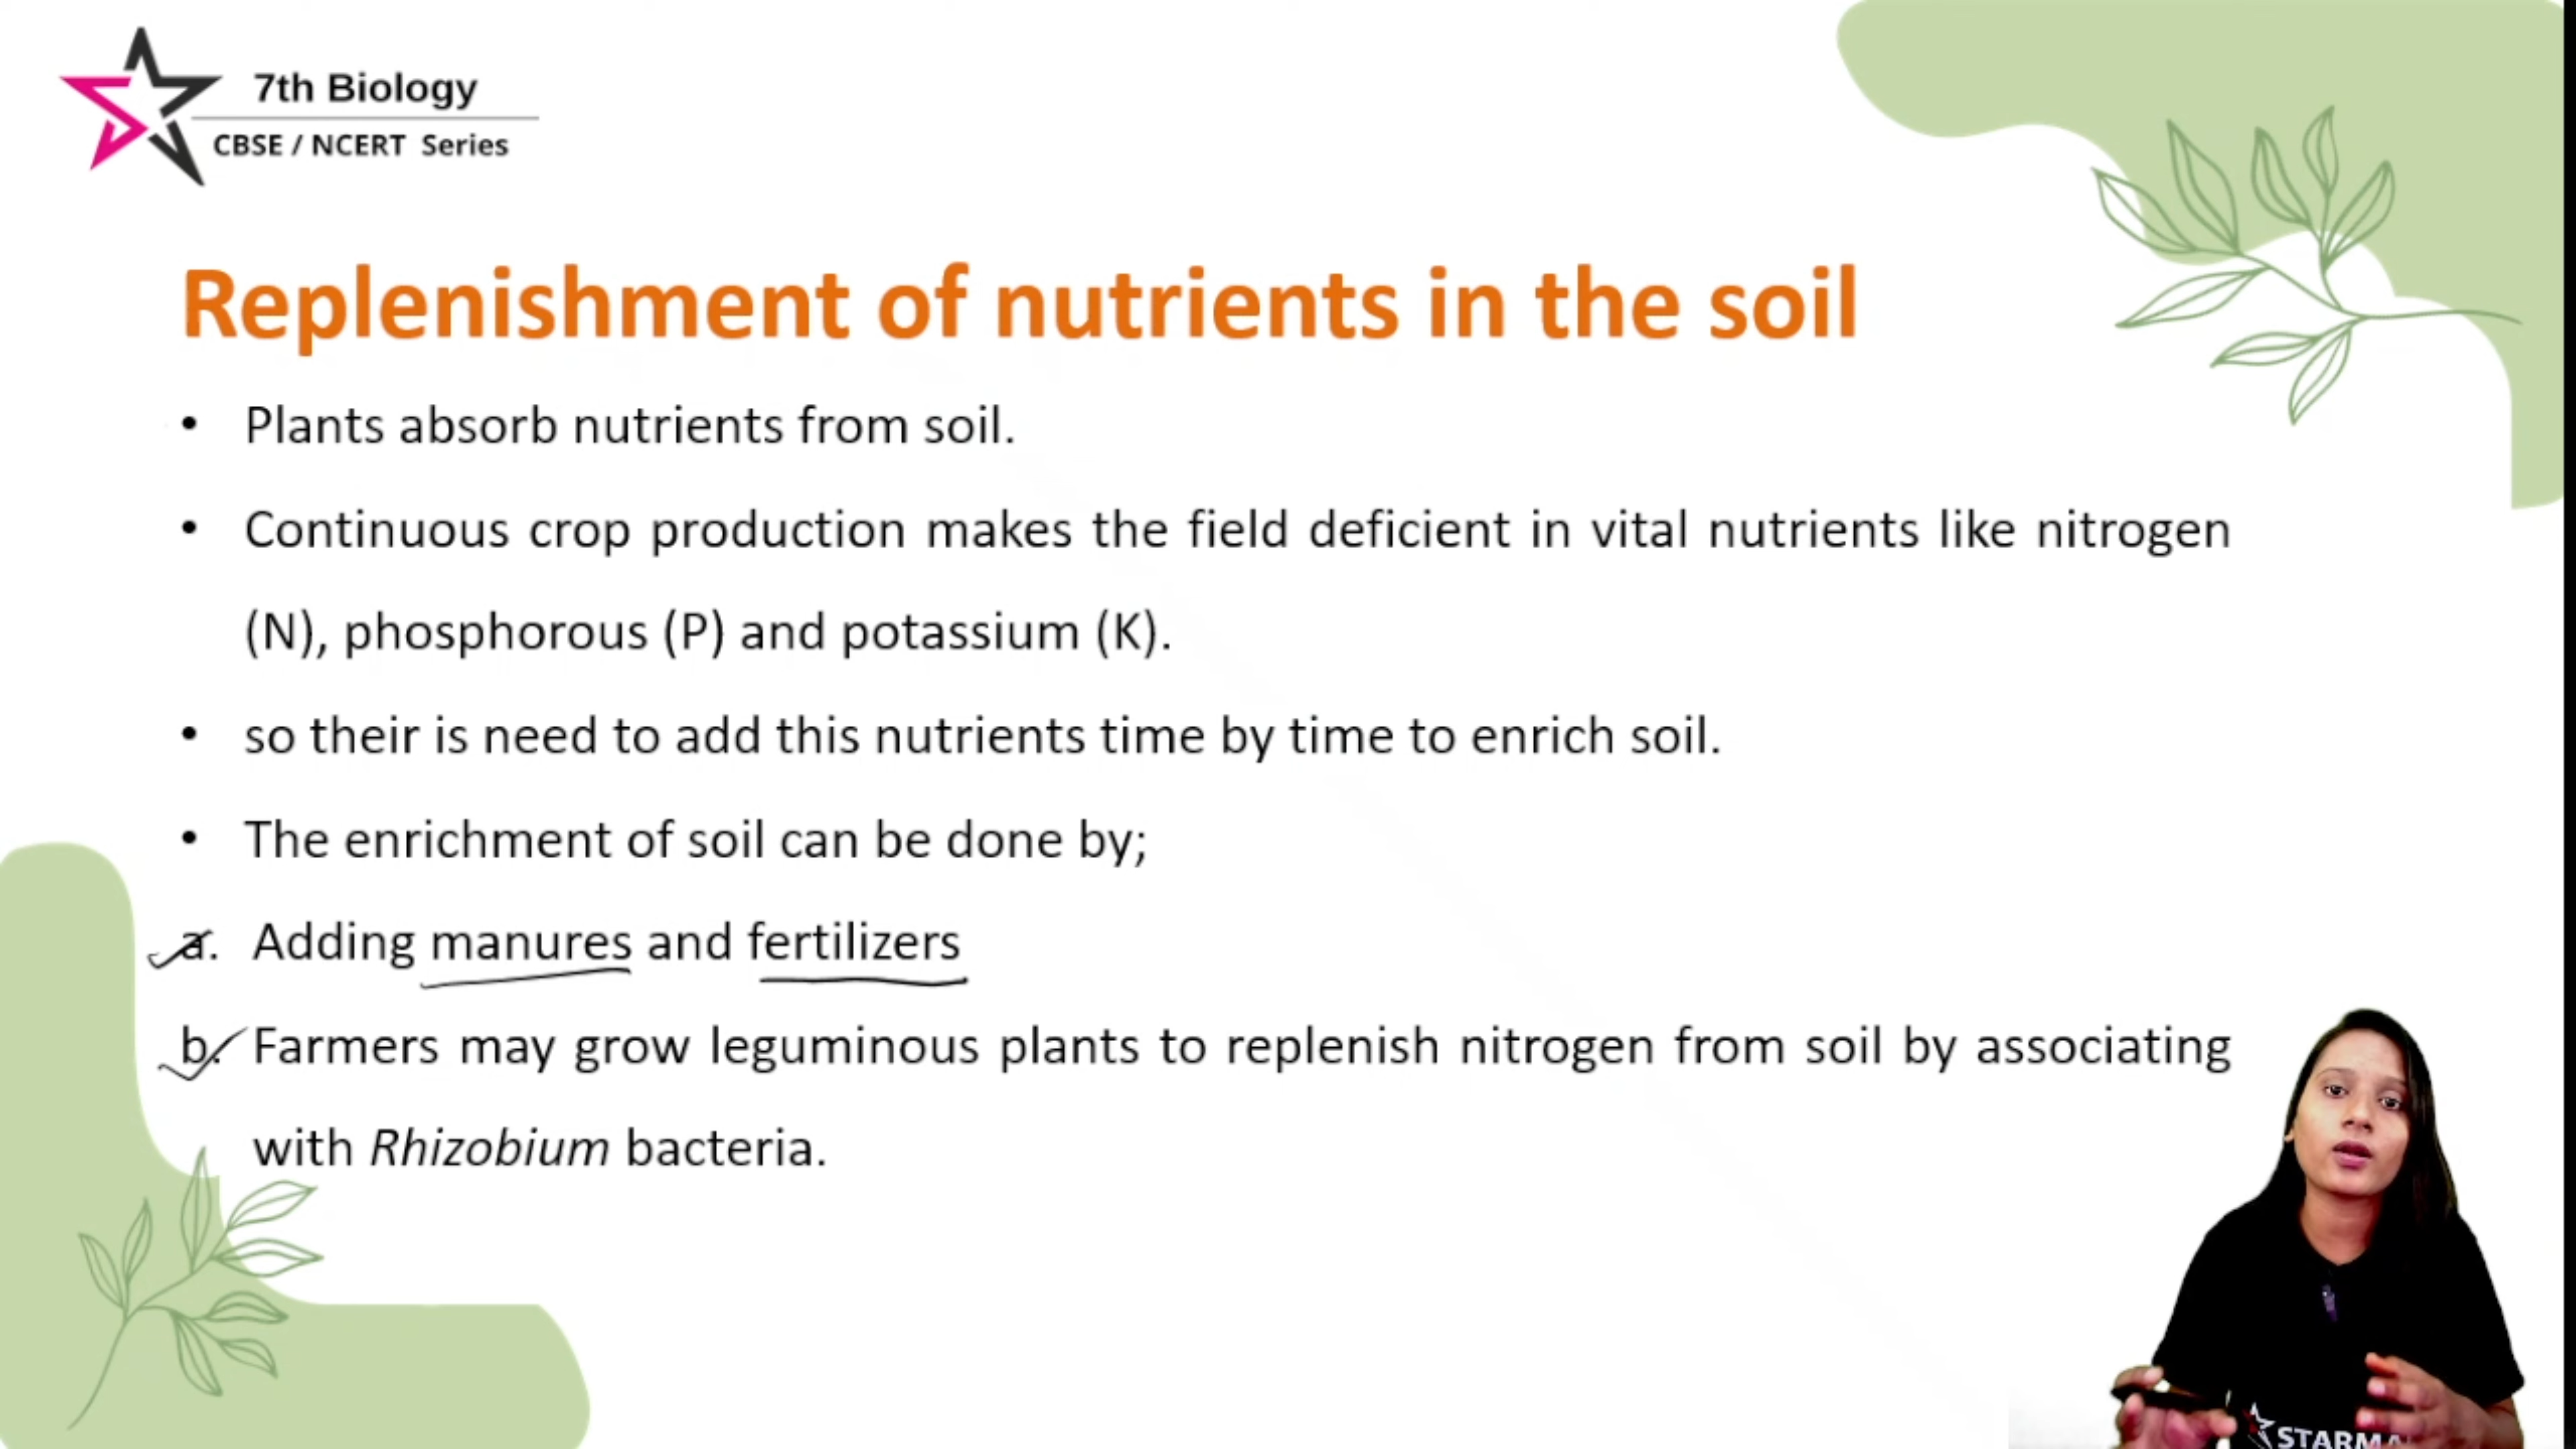 7th Biology
CBSE / NCERT Series
Replenishment of nutrients in the soil
• Plants absorb nutrients from soil.
• Continuous crop production makes the field deficient in vital nutrients like nitrogen
(N), phosphorous (P) and potassium (K).
• so their is need to add this nutrients time by time to enrich soil.
• The enrichment of soil can be done by;
a. Adding manures and fertilizers
b. Farmers may grow leguminous plants to replenish nitrogen from soil by associating
with Rhizobium bacteria.